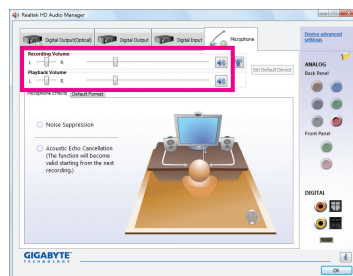 Realtek HD Audio Manager
Digital Output(Optical)
Digital Output
Digital Input
Microphone
Device advanced
settings
Recording Volume
L
R
Playback Volume
L
R
Set Default Device
ANALOG
Back Panel
Microphone Effects
Default Format
Noise Suppression
Acoustic Echo Cancellation
(The function will become
valid starting from the next
recording.)
Front Panel
DIGITAL
GIGABYTE
TECHNOLOGY
i
OK